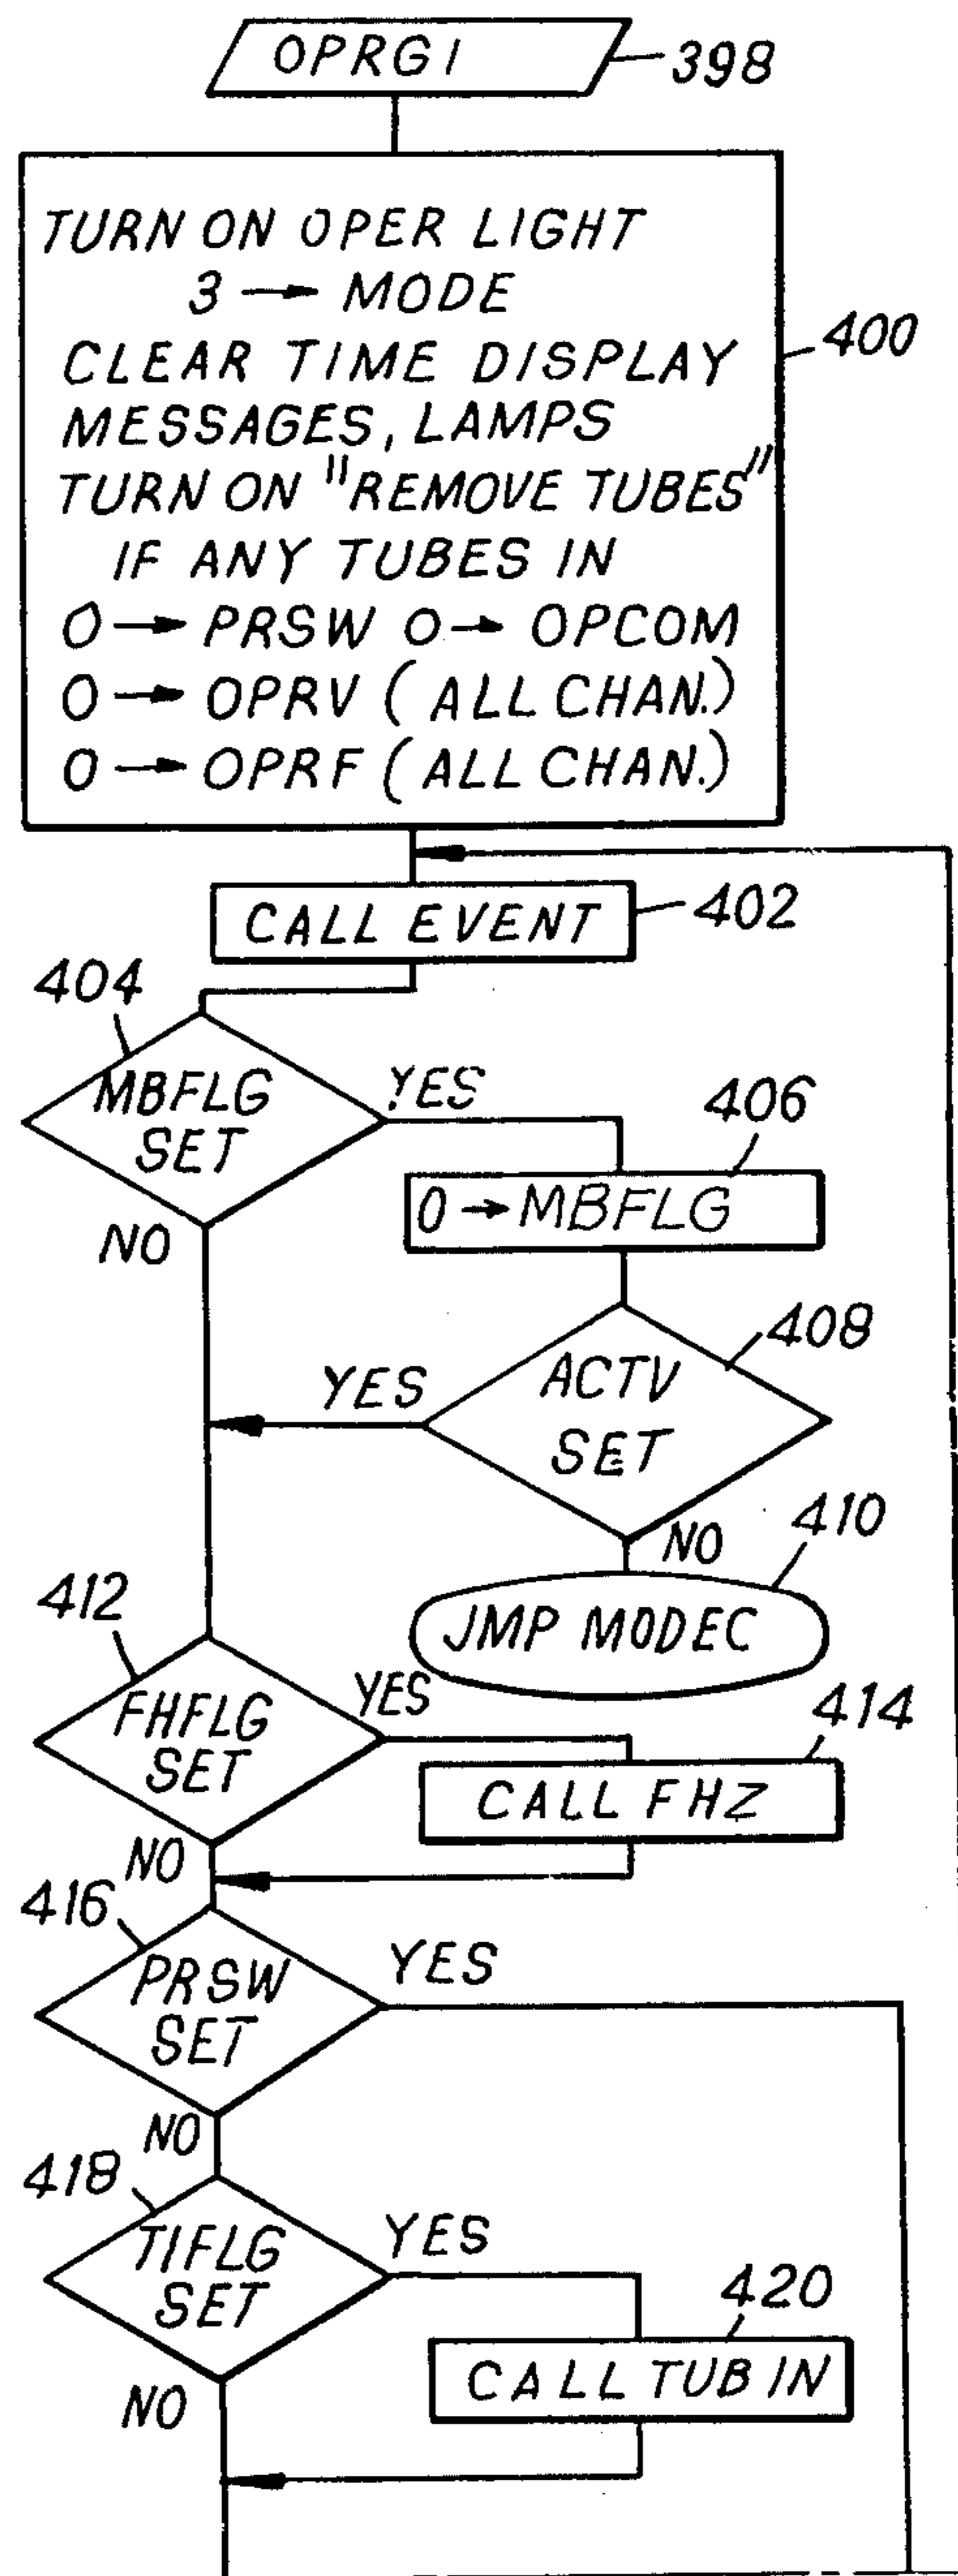 OPRG1
398
TURN ON OPER LIGHT
3 → MODE
CLEAR TIME DISPLAY
MESSAGES, LAMPS
TURN ON "REMOVE TUBES"
IF ANY TUBES IN
0 → PRSW 0 → OPCOM
0 → OPRV (ALL CHAN.)
0 → OPRF (ALL CHAN.)
400
CALL EVENT
402
404
MBFLG
SET
YES
NO
406
0 → MBFLG
408
ACTV
SET
YES
NO
410
JMP MODEC
412
FHFLG
SET
YES
NO
414
CALL FHZ
416
PRSW
SET
YES
NO
418
TIFLG
SET
YES
NO
420
CALL TUB IN